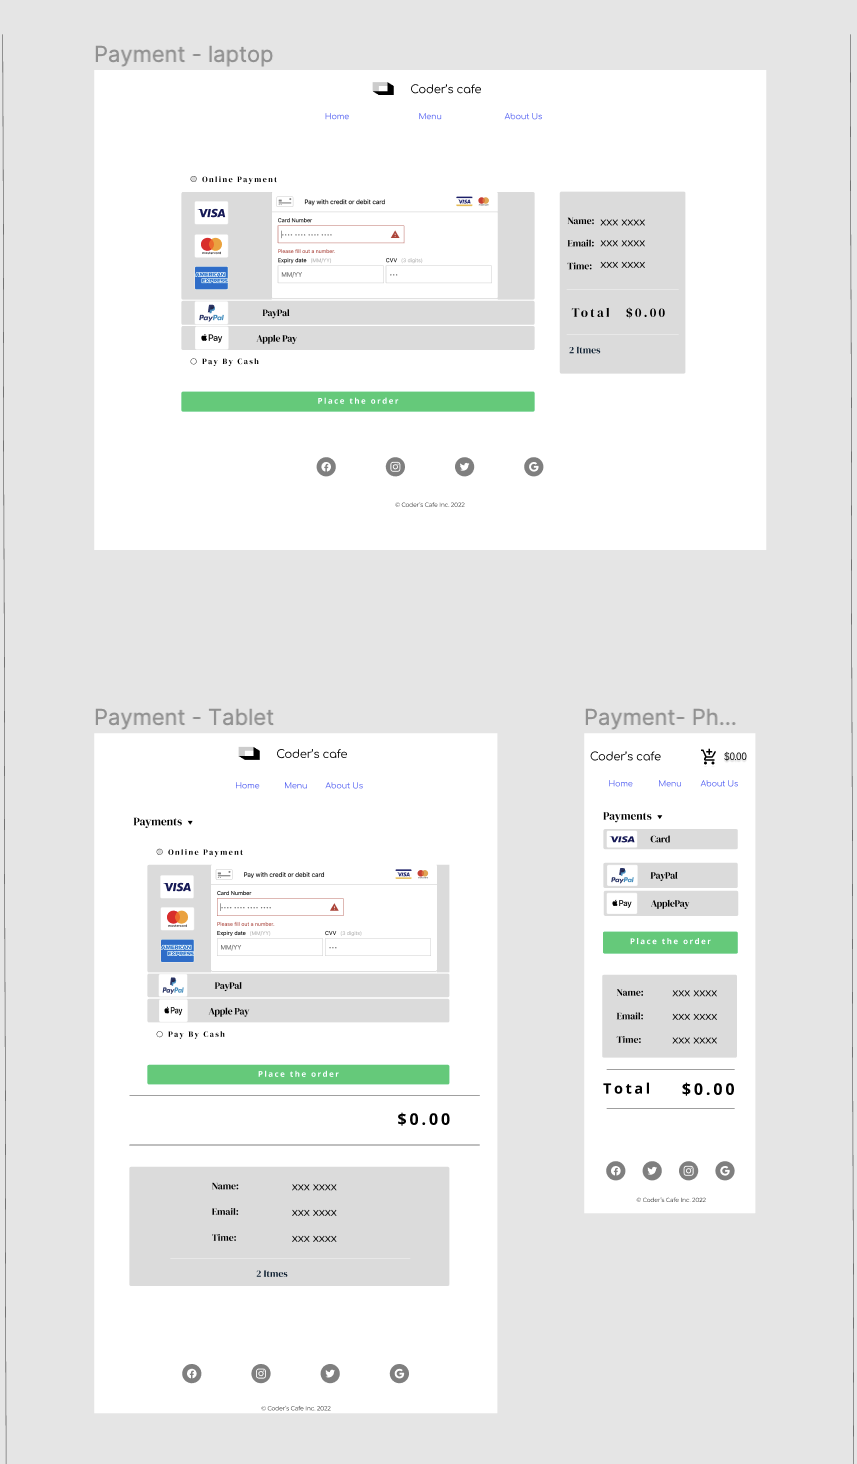 Payment - laptop
Coder's cafe
Home Menu About Us
Online Payment
VISA
Pay with credit or debit card VISA
Card Number
•••• •••• •••• ••••
Please fill out a number.
Expiry date (MM/YY) CVV (3 digits)
MM/YY •••
mastercard
AMERICAN EXPRESS
PayPal PayPal
Pay Apple Pay
Pay By Cash
Place the order
Name: XXX XXXX
Email: XXX XXXX
Time: XXX XXXX
Total $0.00
2 Itmes
© Coder's Cafe Inc. 2022
Payment - Tablet
Coder's cafe
Home Menu About Us
Payments
Online Payment
VISA
Pay with credit or debit card VISA
Card Number
•••• •••• •••• ••••
Please fill out a number.
Expiry date (MM/YY) CVV (3 digits)
MM/YY •••
mastercard
AMERICAN EXPRESS
PayPal PayPal
Pay Apple Pay
Pay By Cash
Place the order
$0.00
Name: XXX XXXX
Email: XXX XXXX
Time: XXX XXXX
2 Itmes
© Coder's Cafe Inc. 2022
Payment- Ph...
Coder's cafe $0.00
Home Menu About Us
Payments
VISA Card
PayPal PayPal
Pay ApplePay
Place the order
Name: XXX XXXX
Email: XXX XXXX
Time: XXX XXXX
Total $0.00
© Coder's Cafe Inc. 2022